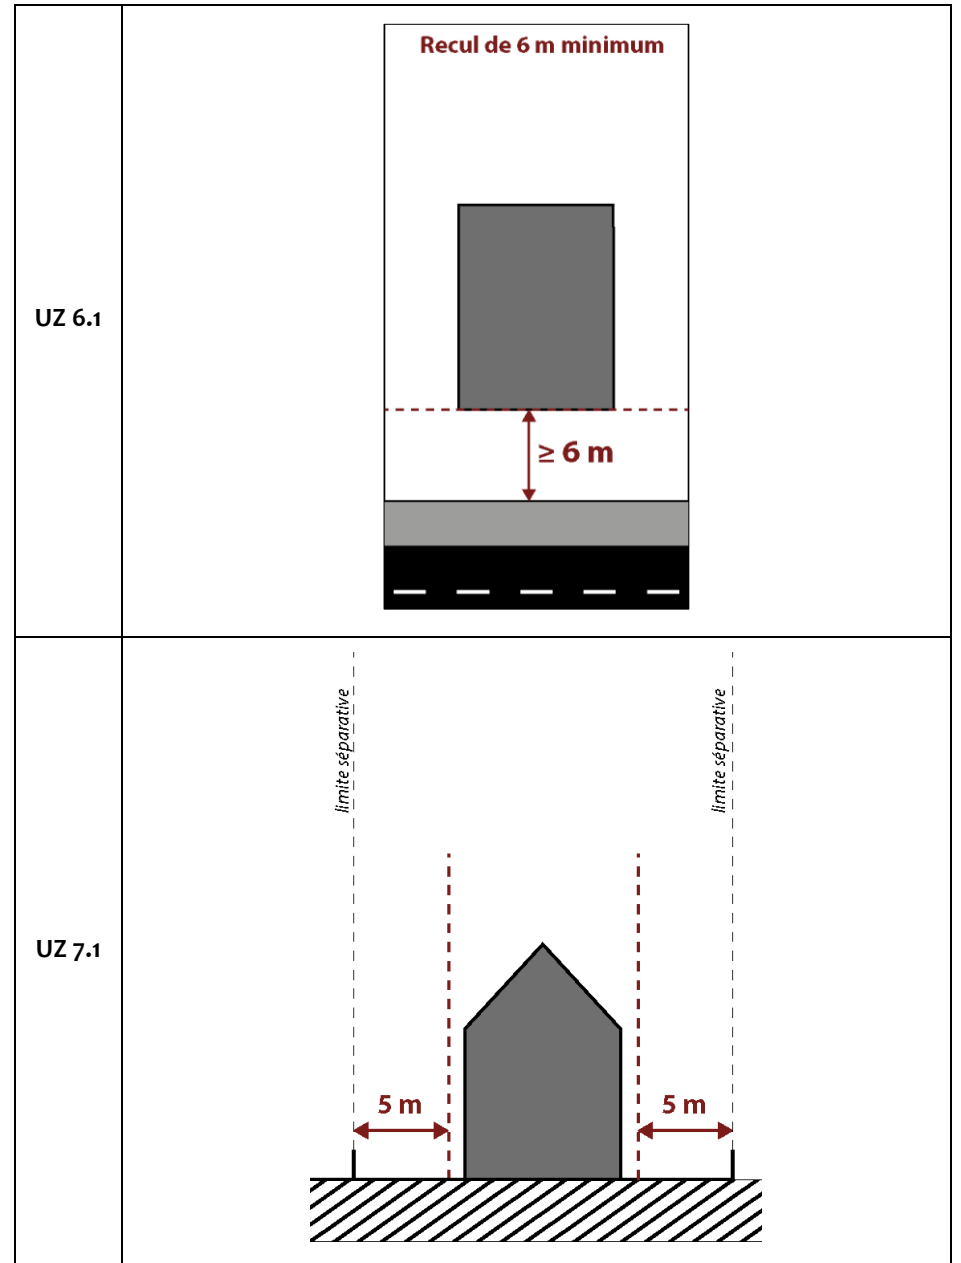 Recul de 6 m minimum
UZ 6.1
≥ 6 m
limite séparative
limite séparative
UZ 7.1
5 m
5 m